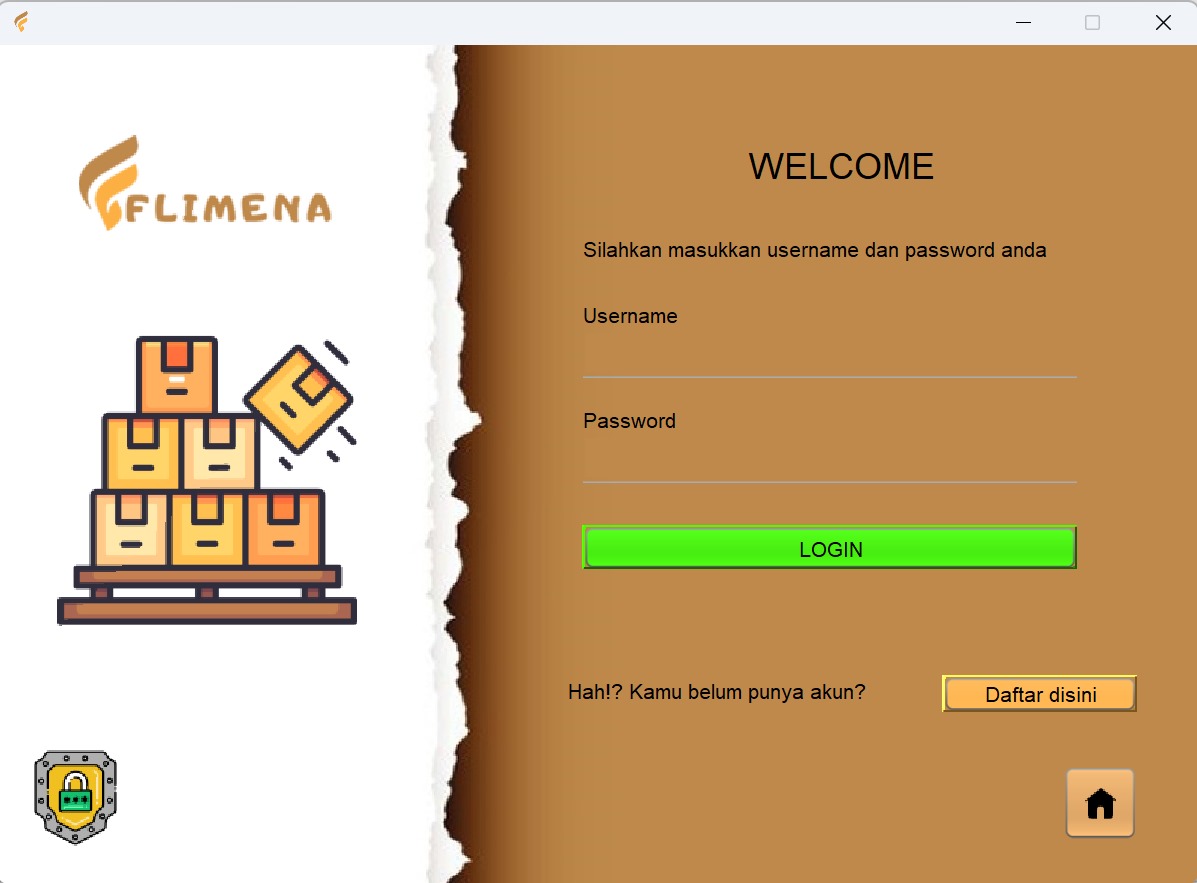 FLIMENA
WELCOME
Silahkan masukkan username dan password anda
Username
Password
LOGIN
Hah!? Kamu belum punya akun?
Daftar disini